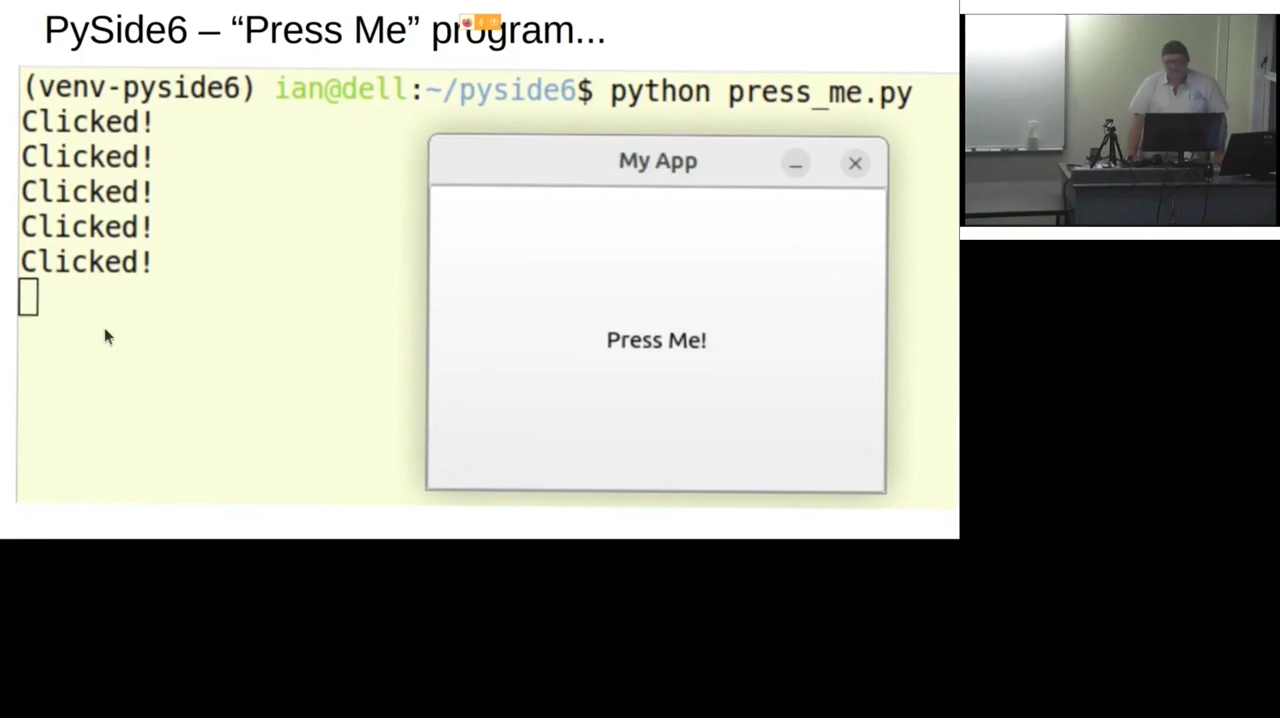 PySide6 – “Press Me” program...
(venv-pyside6) ian@dell:~/pyside6$ python press_me.py
Clicked!
Clicked!
Clicked!
Clicked!
Clicked!
My App
Press Me!